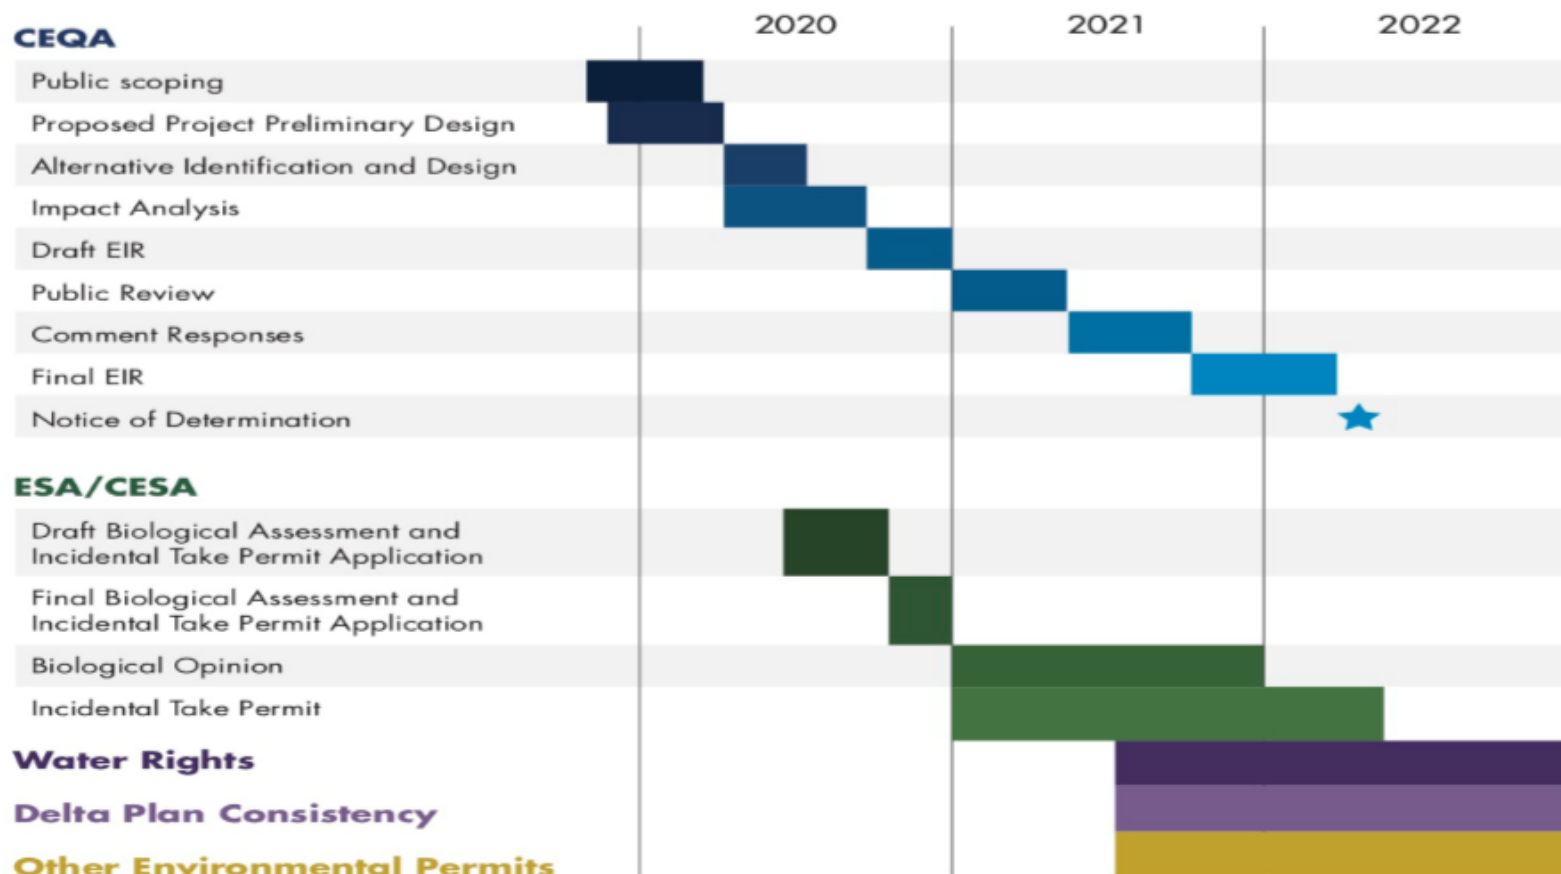 2020 2021 2022
CEQA
Public scoping
Proposed Project Preliminary Design
Alternative Identification and Design
Impact Analysis
Draft EIR
Public Review
Comment Responses
Final EIR
Notice of Determination
ESA/CESA
Draft Biological Assessment and
Incidental Take Permit Application
Final Biological Assessment and
Incidental Take Permit Application
Biological Opinion
Incidental Take Permit
Water Rights
Delta Plan Consistency
Other Environmental Permits